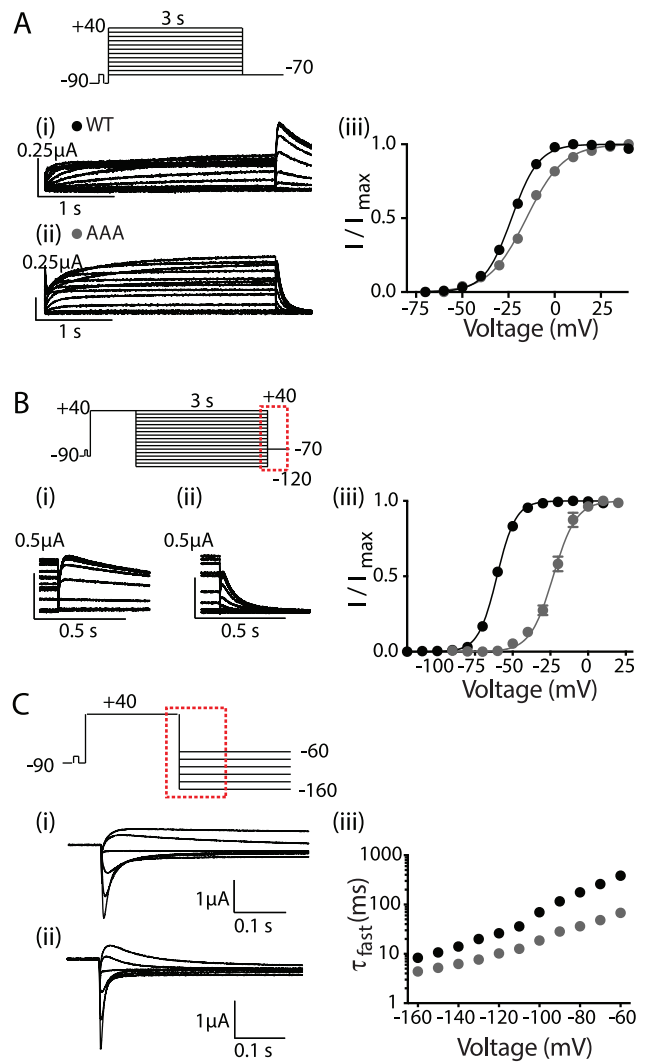 A
+40
3 s
-90
-70
(i)
WT
0.25µA
1 s
(ii)
AAA
0.25µA
1 s
(iii)
I / Imax
1.0
0.5
0.0
-75
-50
-25
0
25
Voltage (mV)
B
+40
3 s
+40
-90
-70
-120
(i)
0.5µA
0.5 s
(ii)
0.5µA
0.5 s
(iii)
I / Imax
1.0
0.5
0.0
-100
-75
-50
-25
0
25
Voltage (mV)
C
+40
-90
-60
-160
(i)
1µA
0.1 s
(ii)
1µA
0.1 s
(iii)
τfast (ms)
1000
100
10
1
-160
-140
-120
-100
-80
-60
Voltage (mV)